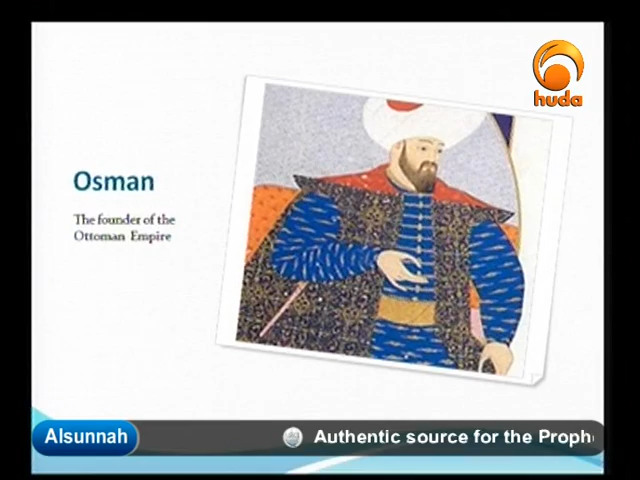 huda
Osman
The founder of the
Ottoman Empire
Alsunnah
Authentic source for the Proph